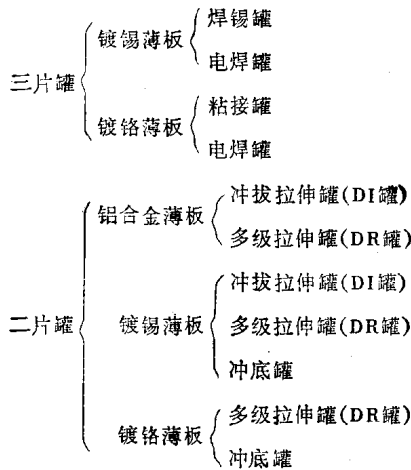 三片罐
镀锡薄板
焊锡罐
电焊罐
镀铬薄板
粘接罐
电焊罐
二片罐
铝合金薄板
冲拔拉伸罐(DI罐)
多级拉伸罐(DR罐)
镀锡薄板
冲拔拉伸罐(DI罐)
多级拉伸罐(DR罐)
冲底罐
镀铬薄板
多级拉伸罐(DR罐)
冲底罐